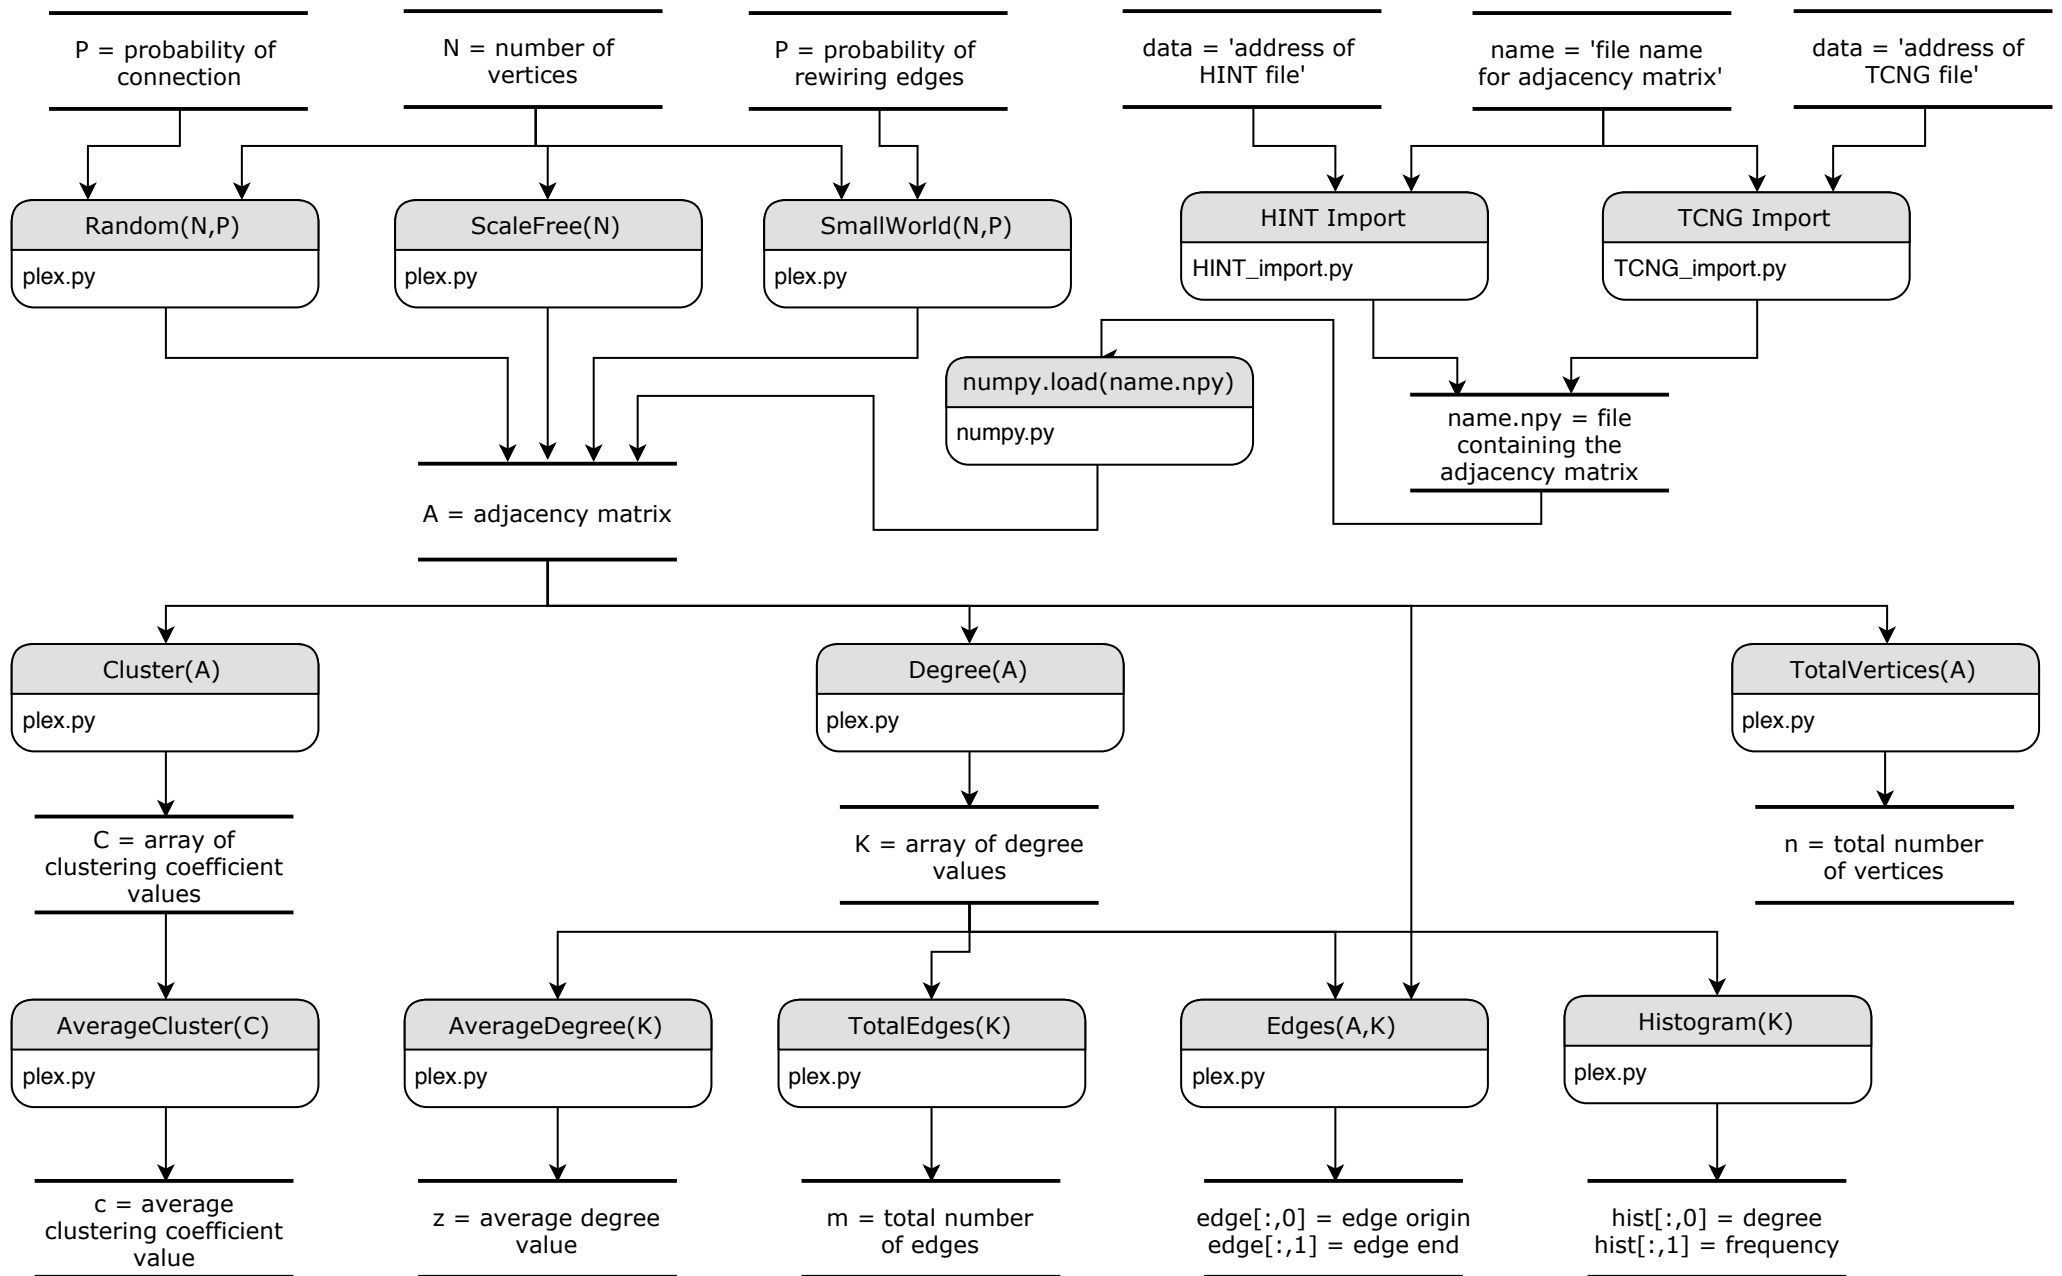 P = probability of
connection
N = number of
vertices
P = probability of
rewiring edges
data = 'address of
HINT file'
name = 'file name
for adjacency matrix'
data = 'address of
TCNG file'
Random(N,P)
plex.py
ScaleFree(N)
plex.py
SmallWorld(N,P)
plex.py
HINT Import
HINT_import.py
TCNG Import
TCNG_import.py
numpy.load(name.npy)
numpy.py
name.npy = file
containing the
adjacency matrix
A = adjacency matrix
Cluster(A)
plex.py
Degree(A)
plex.py
TotalVertices(A)
plex.py
C = array of
clustering coefficient
values
K = array of degree
values
n = total number
of vertices
AverageCluster(C)
plex.py
AverageDegree(K)
plex.py
TotalEdges(K)
plex.py
Edges(A,K)
plex.py
Histogram(K)
plex.py
c = average
clustering coefficient
value
z = average degree
value
m = total number
of edges
edge[:,0] = edge origin
edge[:,1] = edge end
hist[:,0] = degree
hist[:,1] = frequency